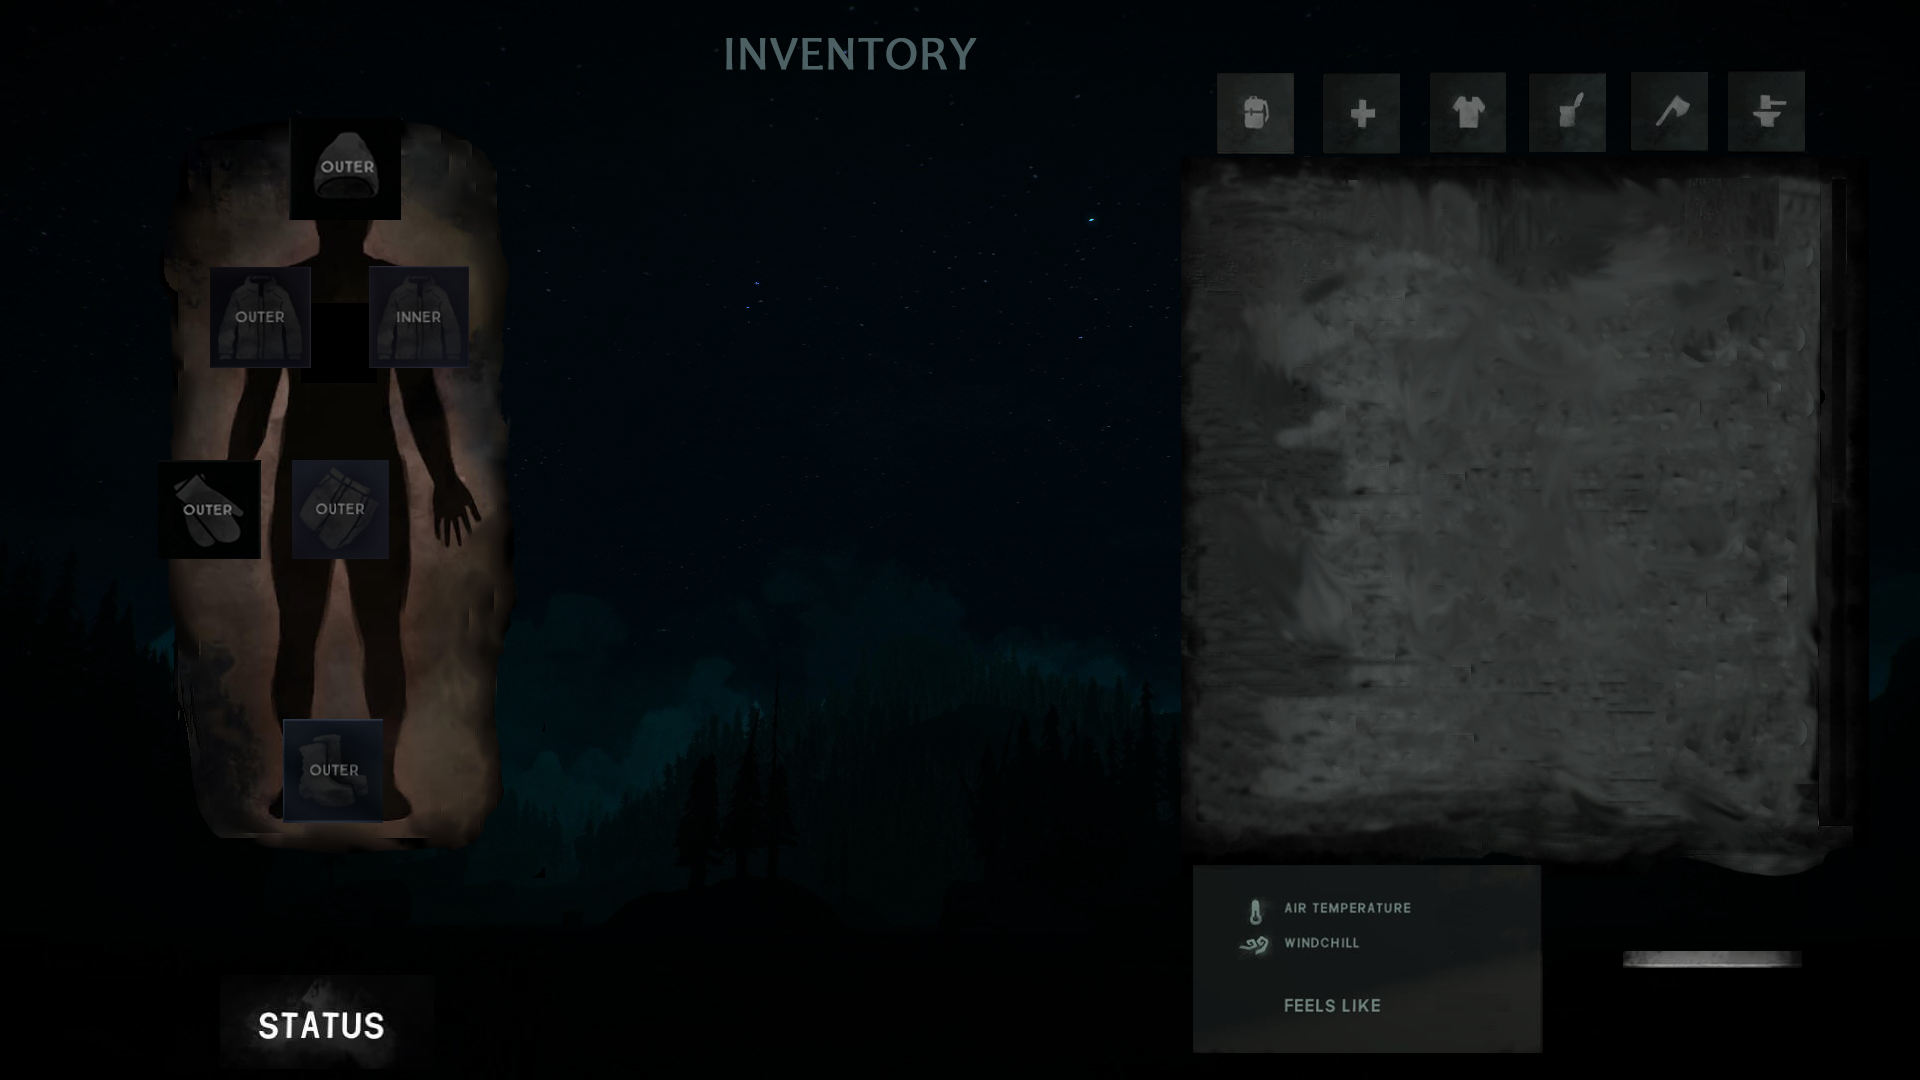 INVENTORY
OUTER
OUTER
INNER
OUTER
OUTER
OUTER
AIR TEMPERATURE
WINDCHILL
FEELS LIKE
STATUS